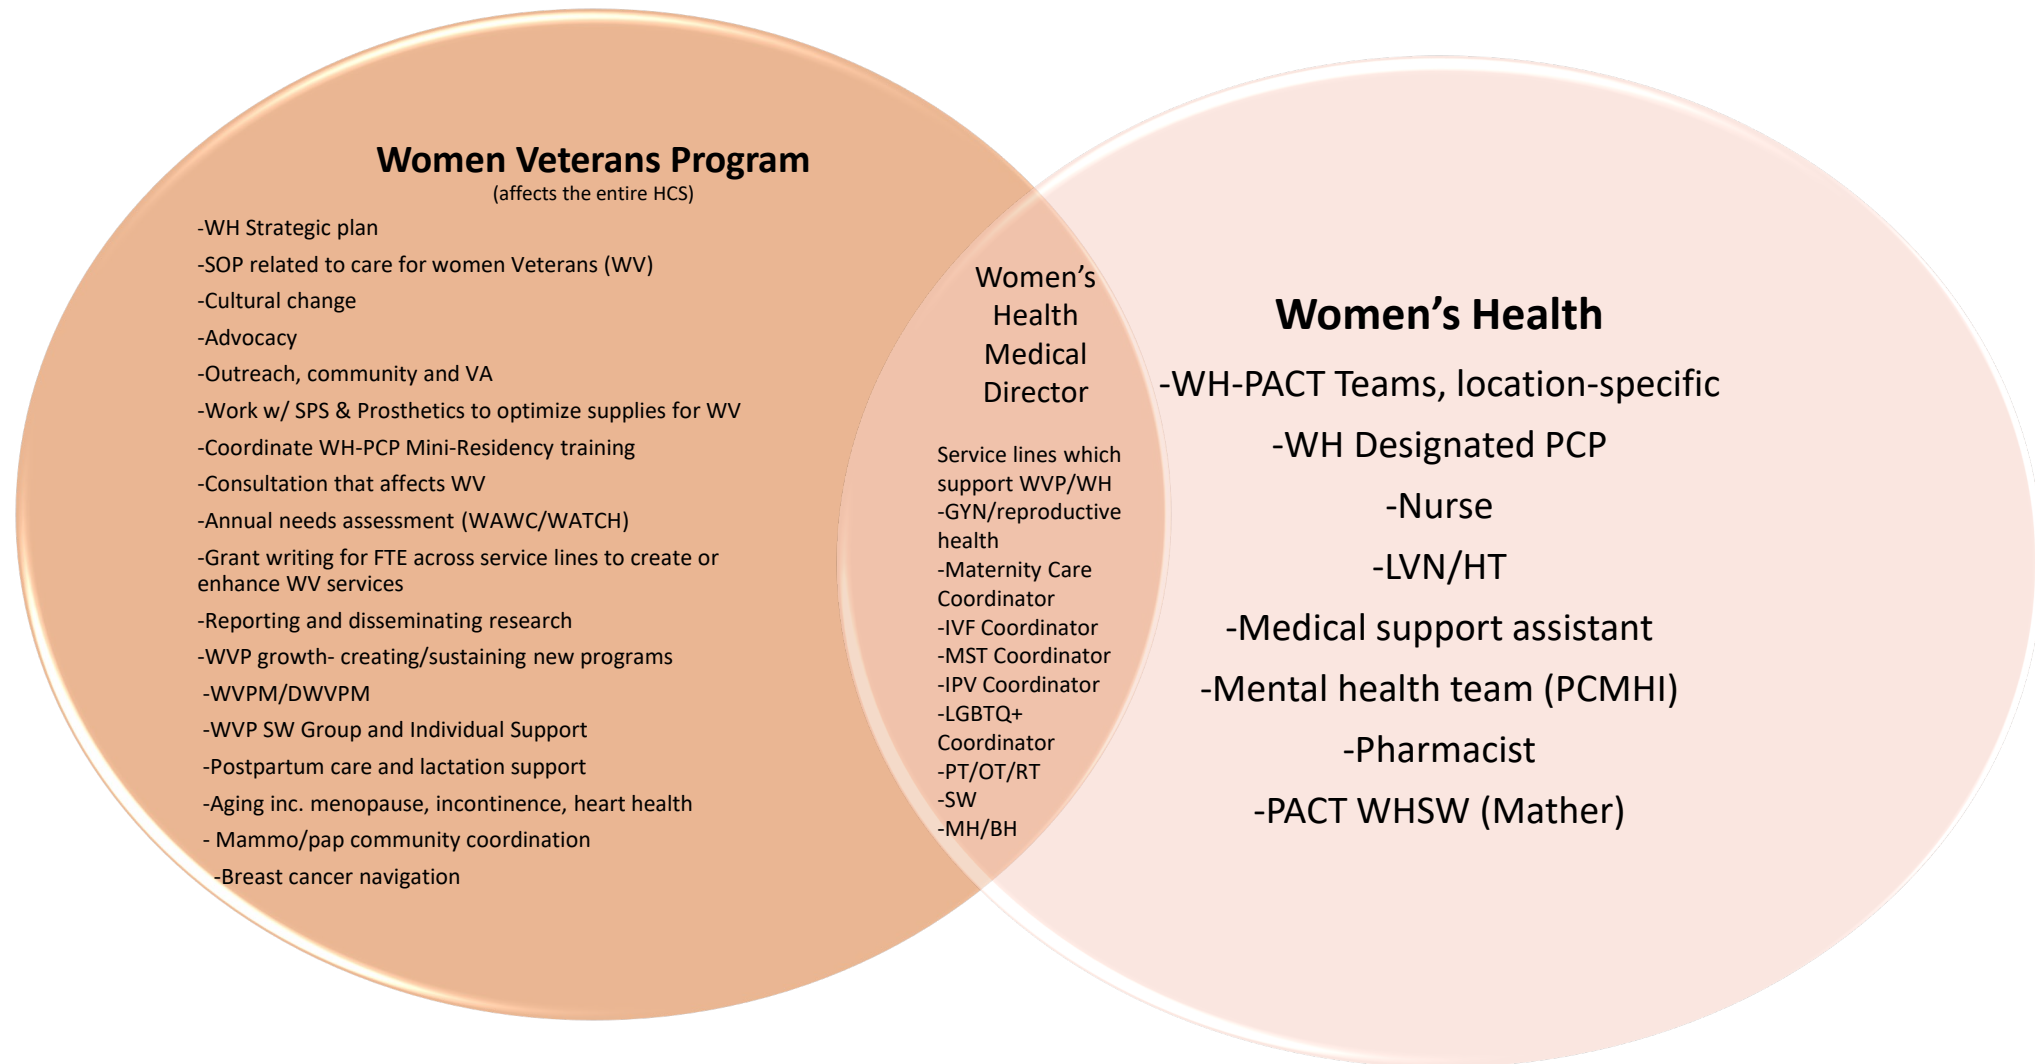 Women Veterans Program
(affects the entire HCS)
-WH Strategic plan
-SOP related to care for women Veterans (WV)
-Cultural change
-Advocacy
-Outreach, community and VA
-Work w/ SPS & Prosthetics to optimize supplies for WV
-Coordinate WH-PCP Mini-Residency training
-Consultation that affects WV
-Annual needs assessment (WAWC/WATCH)
-Grant writing for FTE across service lines to create or
enhance WV services
-Reporting and disseminating research
-WVP growth- creating/sustaining new programs
-WVPM/DWVPM
-WVP SW Group and Individual Support
-Postpartum care and lactation support
-Aging inc. menopause, incontinence, heart health
- Mammo/pap community coordination
-Breast cancer navigation
Women’s
Health
Medical
Director
Service lines which
support WVP/WH
-GYN/reproductive
health
-Maternity Care
Coordinator
-IVF Coordinator
-MST Coordinator
-IPV Coordinator
-LGBTQ+
Coordinator
-PT/OT/RT
-SW
-MH/BH
Women’s Health
-WH-PACT Teams, location-specific
-WH Designated PCP
-Nurse
-LVN/HT
-Medical support assistant
-Mental health team (PCMHI)
-Pharmacist
-PACT WHSW (Mather)